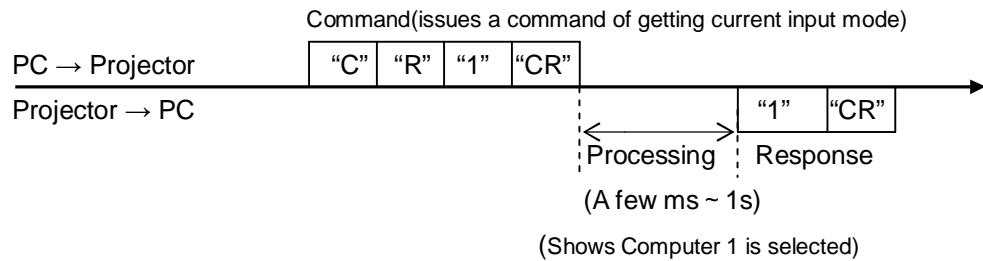 Command(issues a command of getting current input mode)
PC → Projector “C” “R” “1” “CR”
Projector → PC “1” “CR”
Processing Response
(A few ms ~ 1s)
(Shows Computer 1 is selected)